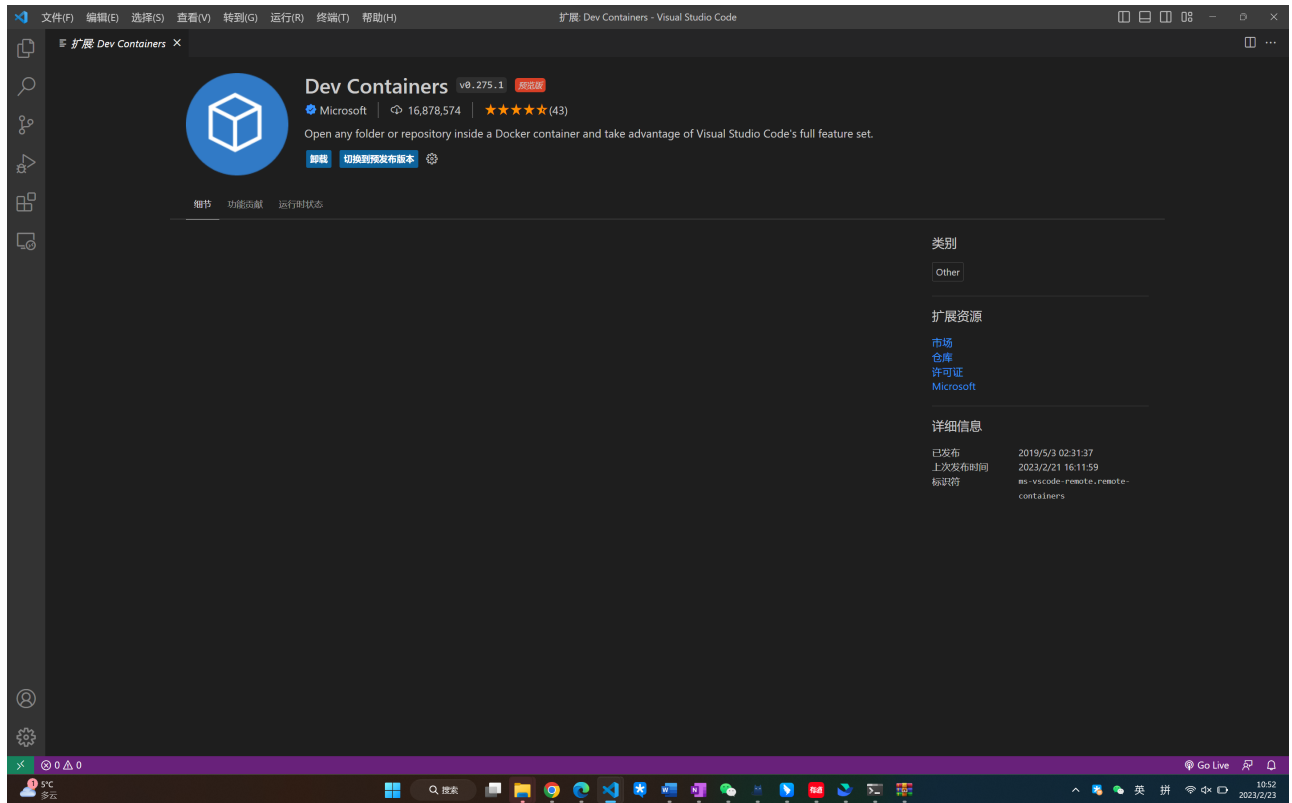 文件(F) 编辑(E) 选择(S) 查看(V) 转到(G) 运行(R) 终端(T) 帮助(H) 扩展: Dev Containers - Visual Studio Code
扩展: Dev Containers
Dev Containers v0.275.1 预览版
Microsoft 16,878,574 (43)
Open any folder or repository inside a Docker container and take advantage of Visual Studio Code's full feature set.
卸载 切换到预发布版本
细节 功能贡献 运行时状态
类别
Other
扩展资源
市场
仓库
许可证
Microsoft
详细信息
已发布 2019/5/3 02:31:37
上次发布时间 2023/2/21 16:11:59
标识符 ms-vscode-remote.remote-
containers
0 0 Go Live
1 5°C
多云
搜索
英 拼
10:52
2023/2/23